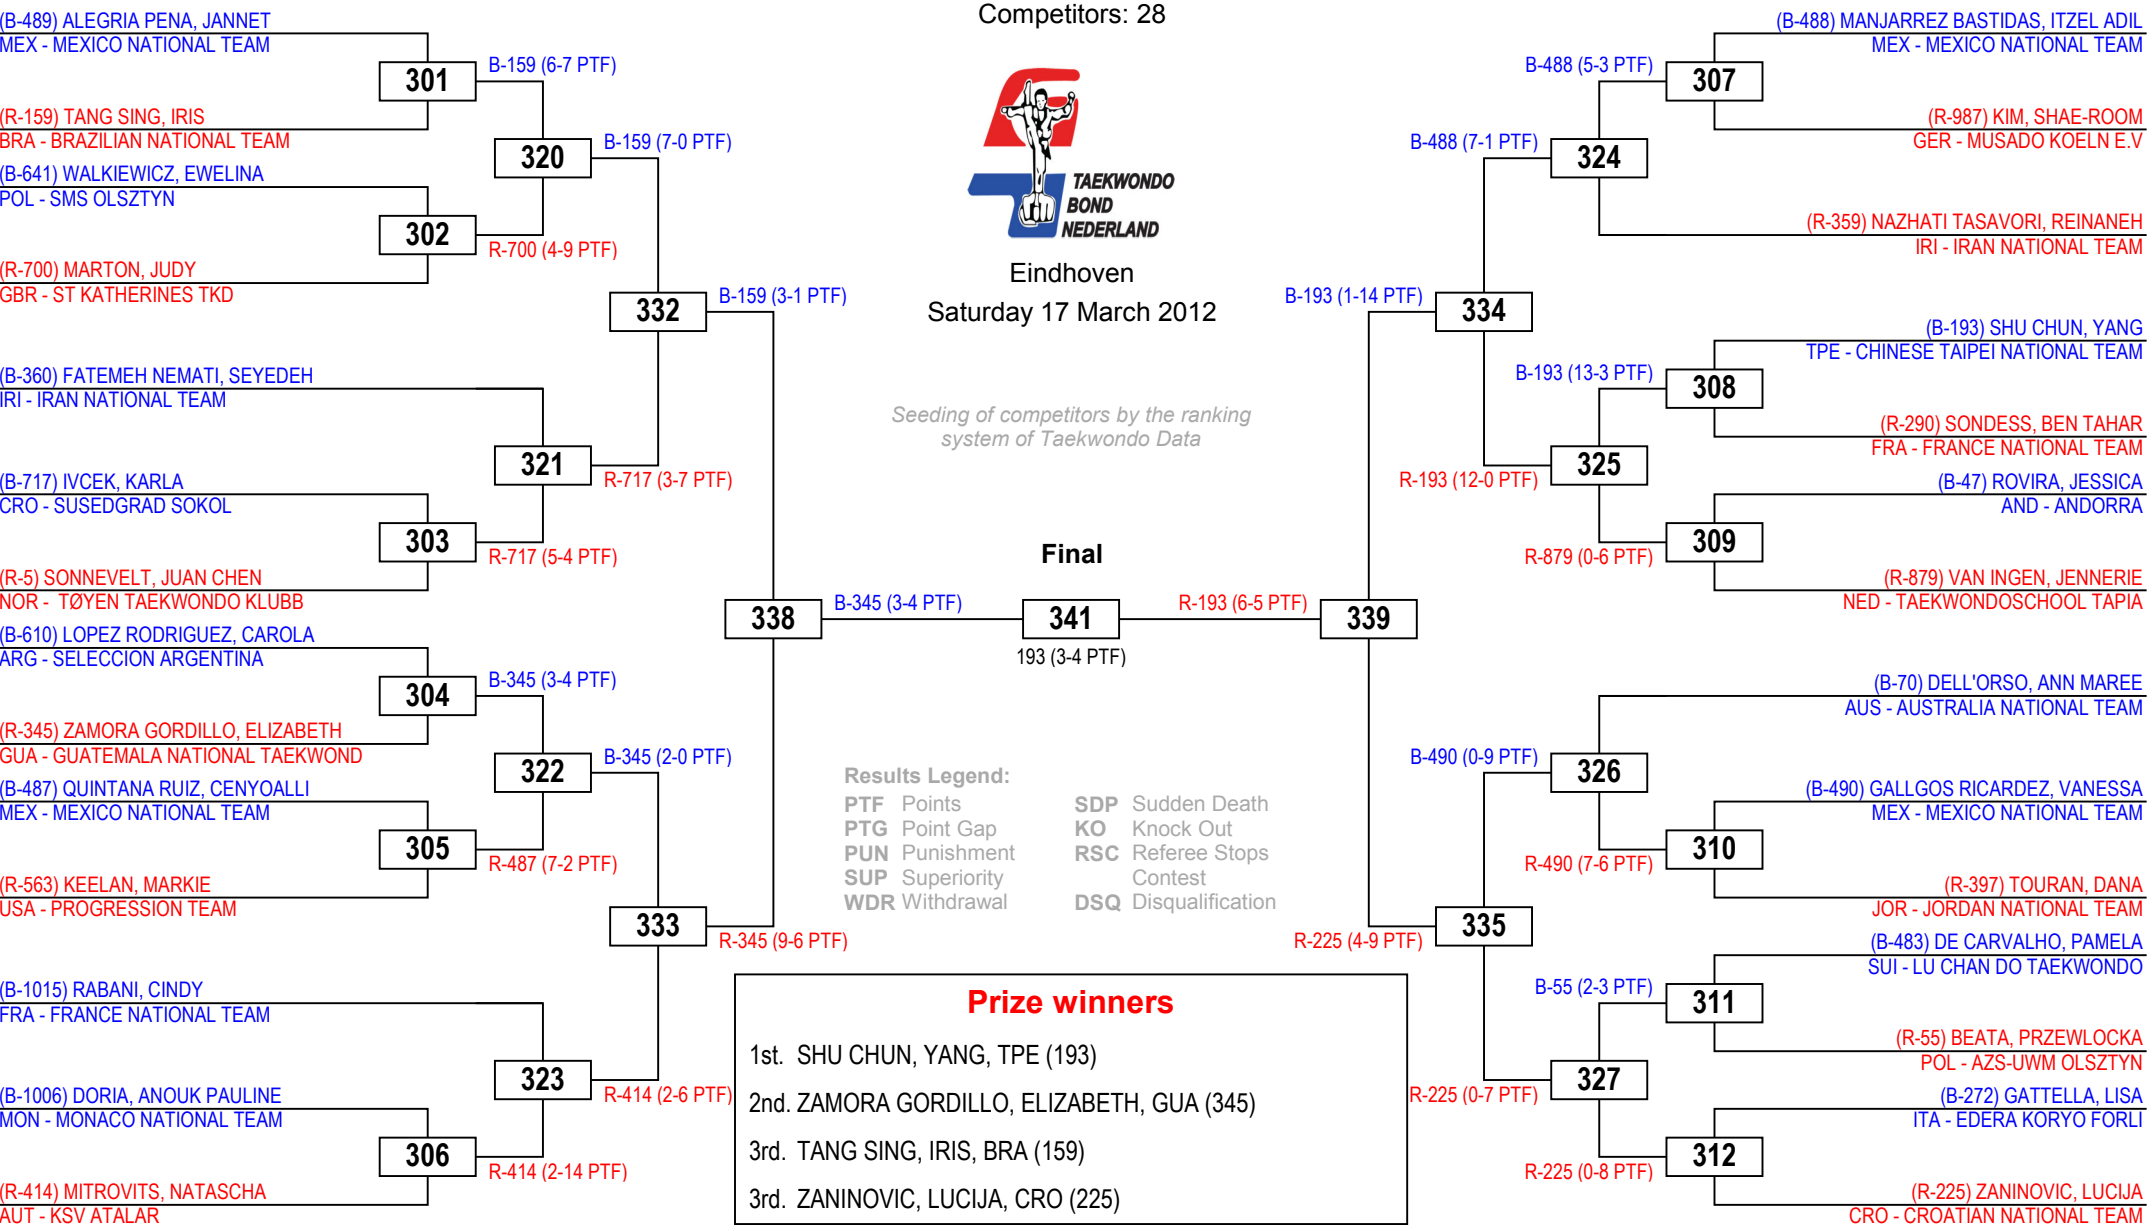 Competitors: 28
TAEKWONDO
BOND
NEDERLAND
Eindhoven
Saturday 17 March 2012
Seeding of competitors by the ranking
system of Taekwondo Data
(B-489) ALEGRIA PENA, JANNET
MEX - MEXICO NATIONAL TEAM
301
B-159 (6-7 PTF)
(R-159) TANG SING, IRIS
BRA - BRAZILIAN NATIONAL TEAM
320
B-159 (7-0 PTF)
(B-641) WALKIEWICZ, EWELINA
POL - SMS OLSZTYN
302
R-700 (4-9 PTF)
(R-700) MARTON, JUDY
GBR - ST KATHERINES TKD
332
B-159 (3-1 PTF)
(B-360) FATEMEH NEMATI, SEYEDEH
IRI - IRAN NATIONAL TEAM
321
R-717 (3-7 PTF)
(B-717) IVCEK, KARLA
CRO - SUSEDGRAD SOKOL
303
R-717 (5-4 PTF)
(R-5) SONNEVELT, JUAN CHEN
NOR - TØYEN TAEKWONDO KLUBB
338
B-345 (3-4 PTF)
(B-610) LOPEZ RODRIGUEZ, CAROLA
ARG - SELECCION ARGENTINA
304
B-345 (3-4 PTF)
(R-345) ZAMORA GORDILLO, ELIZABETH
GUA - GUATEMALA NATIONAL TAEKWOND
322
B-345 (2-0 PTF)
(B-487) QUINTANA RUIZ, CENYOALLI
MEX - MEXICO NATIONAL TEAM
305
R-487 (7-2 PTF)
(R-563) KEELAN, MARKIE
USA - PROGRESSION TEAM
333
R-345 (9-6 PTF)
(B-1015) RABANI, CINDY
FRA - FRANCE NATIONAL TEAM
323
R-414 (2-6 PTF)
(B-1006) DORIA, ANOUK PAULINE
MON - MONACO NATIONAL TEAM
306
R-414 (2-14 PTF)
(R-414) MITROVITS, NATASCHA
AUT - KSV ATALAR
Final
341
193 (3-4 PTF)
(B-488) MANJARREZ BASTIDAS, ITZEL ADIL
MEX - MEXICO NATIONAL TEAM
B-488 (5-3 PTF)
307
(R-987) KIM, SHAE-ROOM
GER - MUSADO KOELN E.V
B-488 (7-1 PTF)
324
(R-359) NAZHATI TASAVORI, REINANEH
IRI - IRAN NATIONAL TEAM
B-193 (1-14 PTF)
334
(B-193) SHU CHUN, YANG
TPE - CHINESE TAIPEI NATIONAL TEAM
B-193 (13-3 PTF)
308
(R-290) SONDESS, BEN TAHAR
FRA - FRANCE NATIONAL TEAM
R-193 (12-0 PTF)
325
(B-47) ROVIRA, JESSICA
AND - ANDORRA
R-879 (0-6 PTF)
309
(R-879) VAN INGEN, JENNERIE
NED - TAEKWONDOSCHOOL TAPIA
R-193 (6-5 PTF)
339
(B-70) DELL'ORSO, ANN MAREE
AUS - AUSTRALIA NATIONAL TEAM
B-490 (0-9 PTF)
326
(B-490) GALLGOS RICARDEZ, VANESSA
MEX - MEXICO NATIONAL TEAM
R-490 (7-6 PTF)
310
(R-397) TOURAN, DANA
JOR - JORDAN NATIONAL TEAM
R-225 (4-9 PTF)
335
(B-483) DE CARVALHO, PAMELA
SUI - LU CHAN DO TAEKWONDO
B-55 (2-3 PTF)
311
(R-55) BEATA, PRZEWLOCKA
POL - AZS-UWM OLSZTYN
R-225 (0-7 PTF)
327
(B-272) GATTELLA, LISA
ITA - EDERA KORYO FORLI
R-225 (0-8 PTF)
312
(R-225) ZANINOVIC, LUCIJA
CRO - CROATIAN NATIONAL TEAM
Results Legend:
PTF Points SDP Sudden Death
PTG Point Gap KO Knock Out
PUN Punishment RSC Referee Stops
SUP Superiority Contest
WDR Withdrawal DSQ Disqualification
Prize winners
1st. SHU CHUN, YANG, TPE (193)
2nd. ZAMORA GORDILLO, ELIZABETH, GUA (345)
3rd. TANG SING, IRIS, BRA (159)
3rd. ZANINOVIC, LUCIJA, CRO (225)